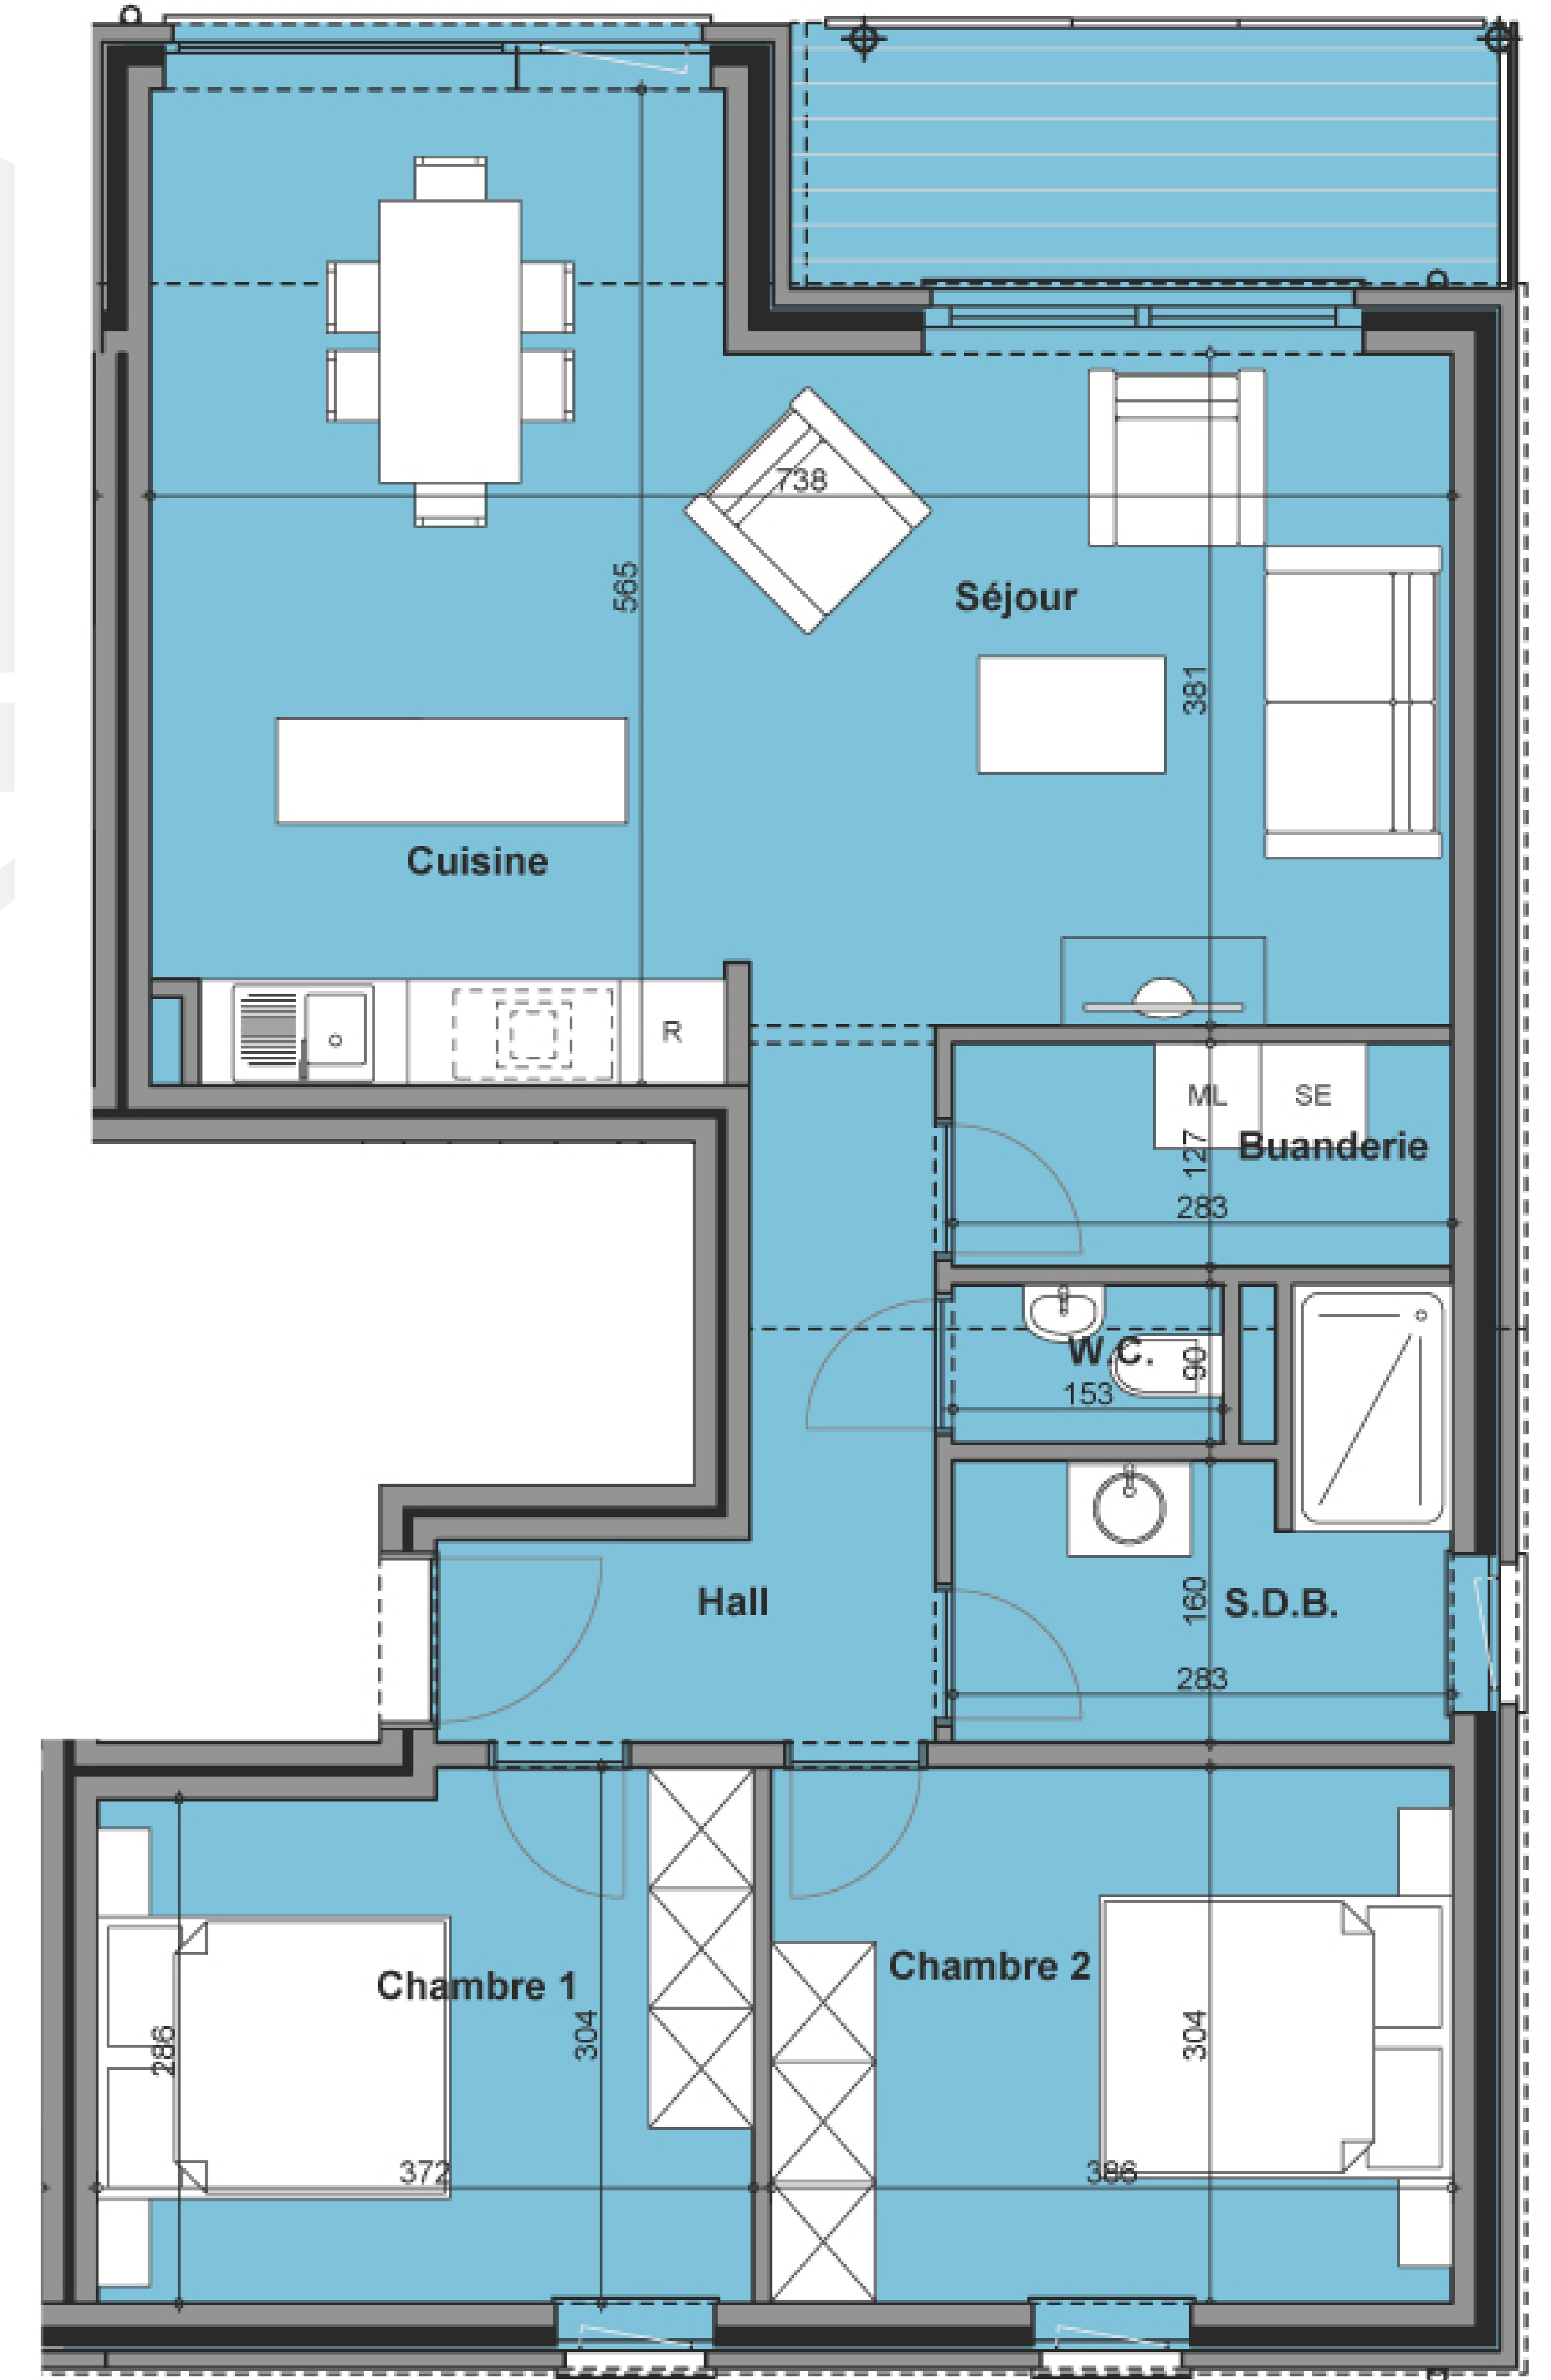 738
565
Séjour
381
Cuisine
R
ML
SE
127
Buanderie
283
W.C.
90
153
Hall
160
S.D.B.
283
Chambre 2
Chambre 1
286
304
304
372
386